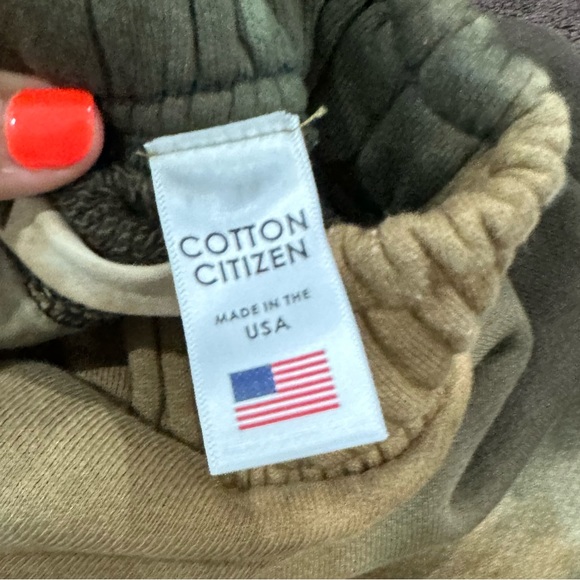 COTTON
CITIZEN
MADE IN THE
USA